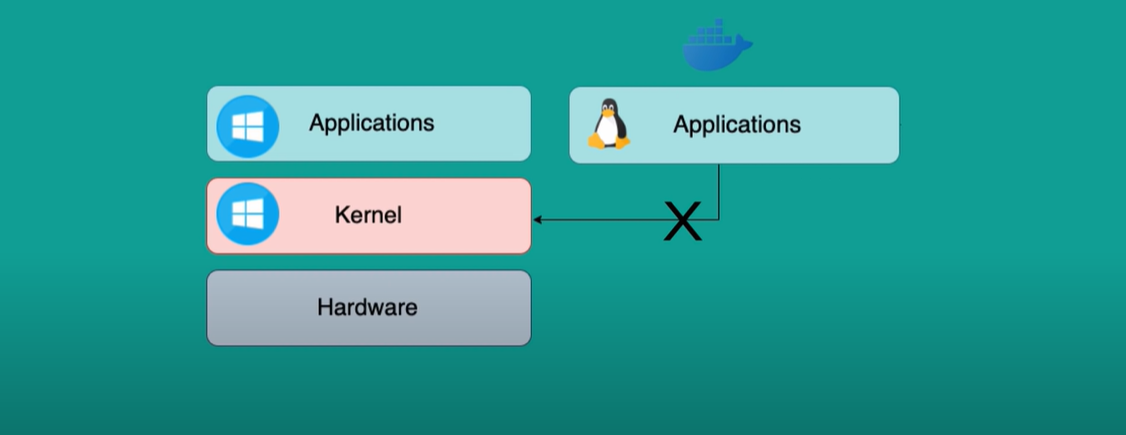 Applications
Applications
Kernel
X
Hardware